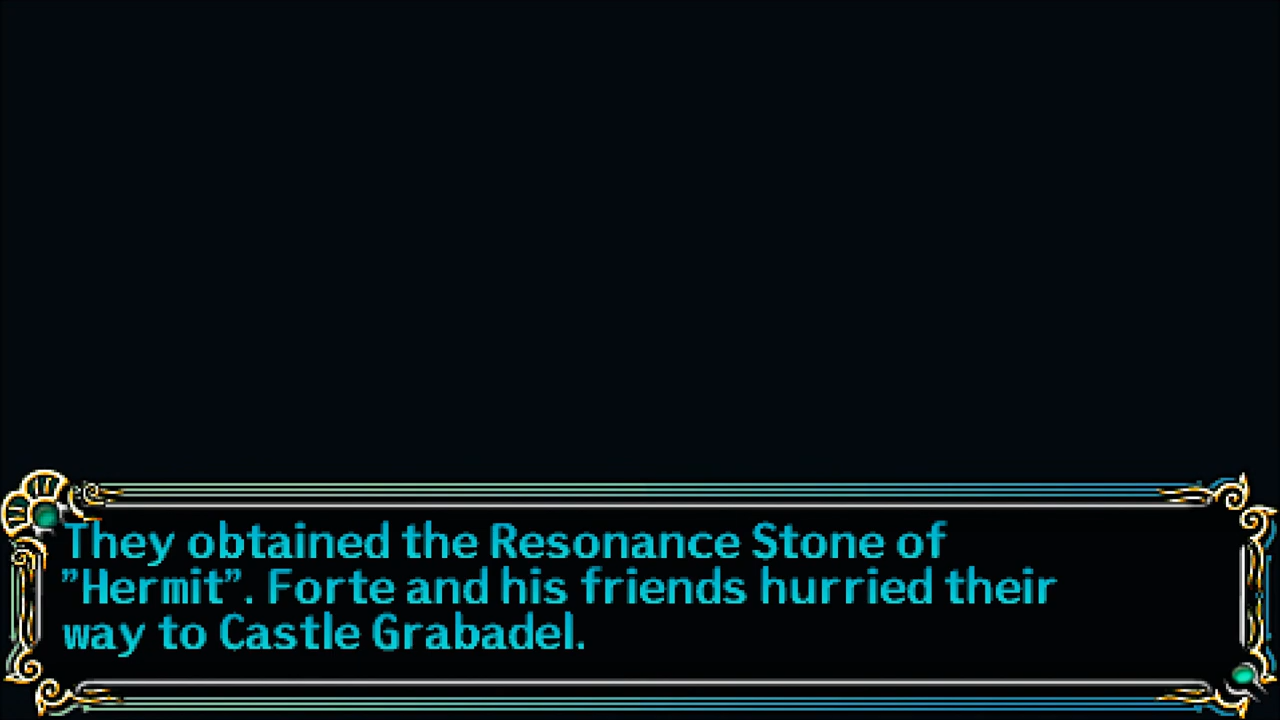 They obtained the Resonance Stone of
”Hermit”. Forte and his friends hurried their
way to Castle Grabadel.